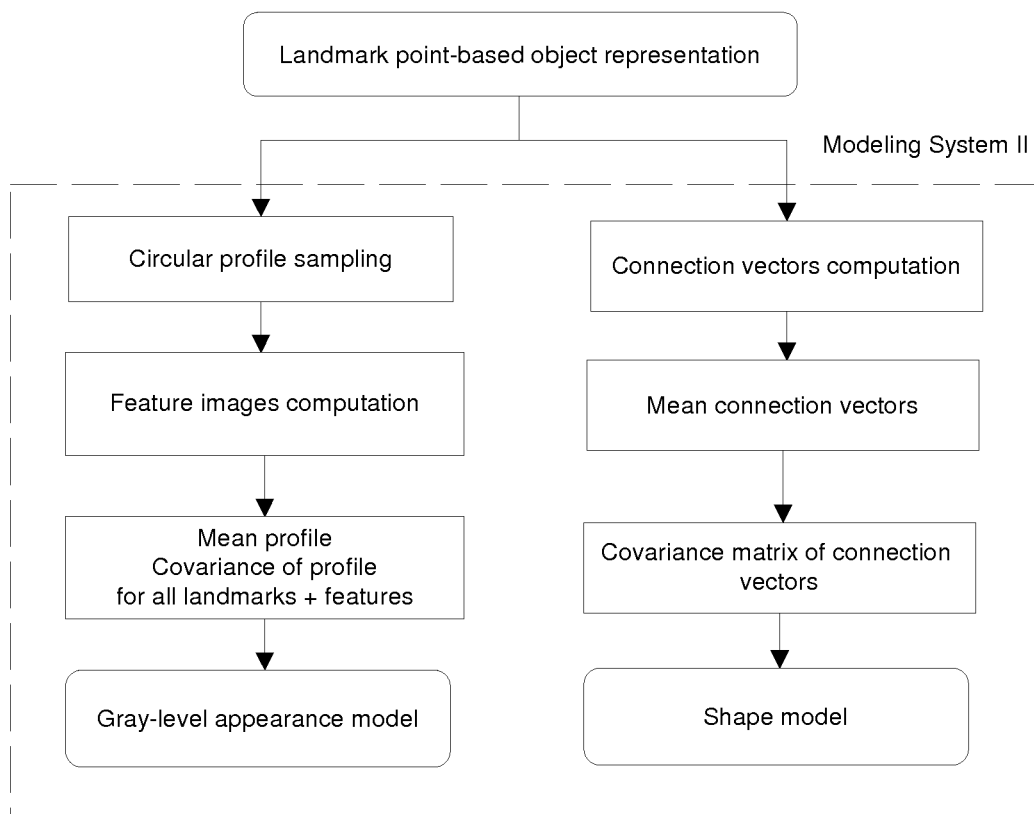 Landmark point-based object representation
Modeling System II
Circular profile sampling
Feature images computation
Mean profile
Covariance of profile
for all landmarks + features
Gray-level appearance model
Connection vectors computation
Mean connection vectors
Covariance matrix of connection
vectors
Shape model